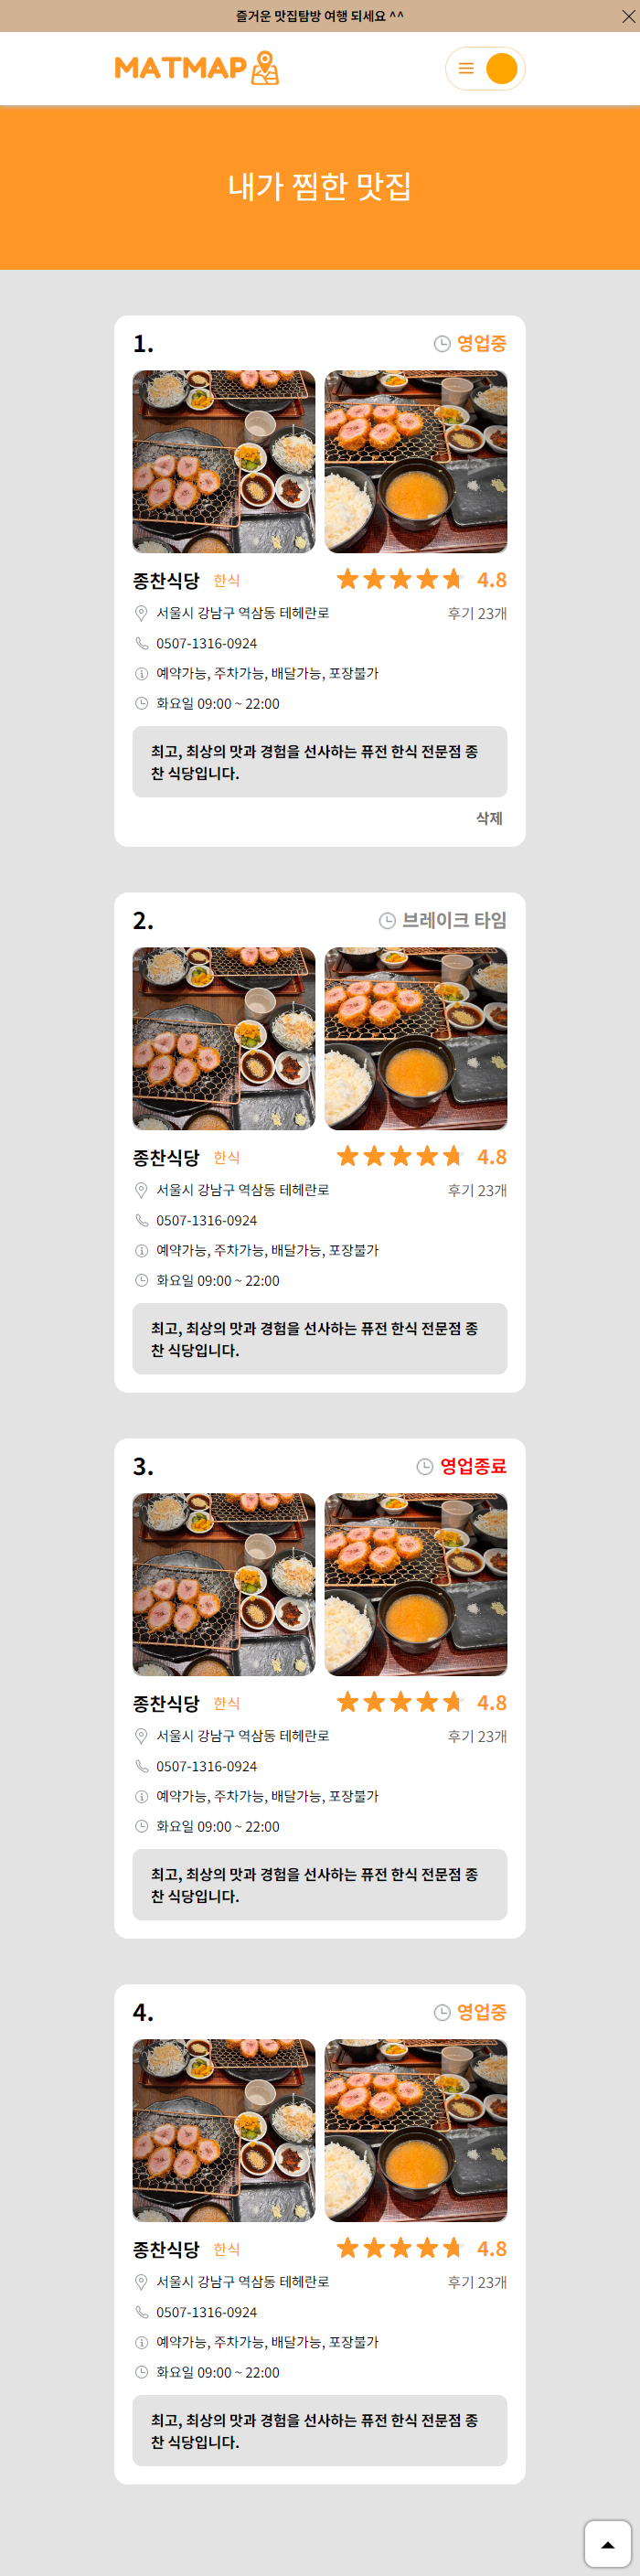 즐거운 맛집탐방 여행 되세요 ^^
MATMAP
내가 찜한 맛집
1.
영업중
종찬식당 한식 4.8
서울시 강남구 역삼동 테헤란로 후기 23개
0507-1316-0924
예약가능, 주차가능, 배달가능, 포장불가
화요일 09:00 ~ 22:00
최고, 최상의 맛과 경험을 선사하는 퓨전 한식 전문점 종
찬 식당입니다.
삭제
2.
브레이크 타임
종찬식당 한식 4.8
서울시 강남구 역삼동 테헤란로 후기 23개
0507-1316-0924
예약가능, 주차가능, 배달가능, 포장불가
화요일 09:00 ~ 22:00
최고, 최상의 맛과 경험을 선사하는 퓨전 한식 전문점 종
찬 식당입니다.
3.
영업종료
종찬식당 한식 4.8
서울시 강남구 역삼동 테헤란로 후기 23개
0507-1316-0924
예약가능, 주차가능, 배달가능, 포장불가
화요일 09:00 ~ 22:00
최고, 최상의 맛과 경험을 선사하는 퓨전 한식 전문점 종
찬 식당입니다.
4.
영업중
종찬식당 한식 4.8
서울시 강남구 역삼동 테헤란로 후기 23개
0507-1316-0924
예약가능, 주차가능, 배달가능, 포장불가
화요일 09:00 ~ 22:00
최고, 최상의 맛과 경험을 선사하는 퓨전 한식 전문점 종
찬 식당입니다.